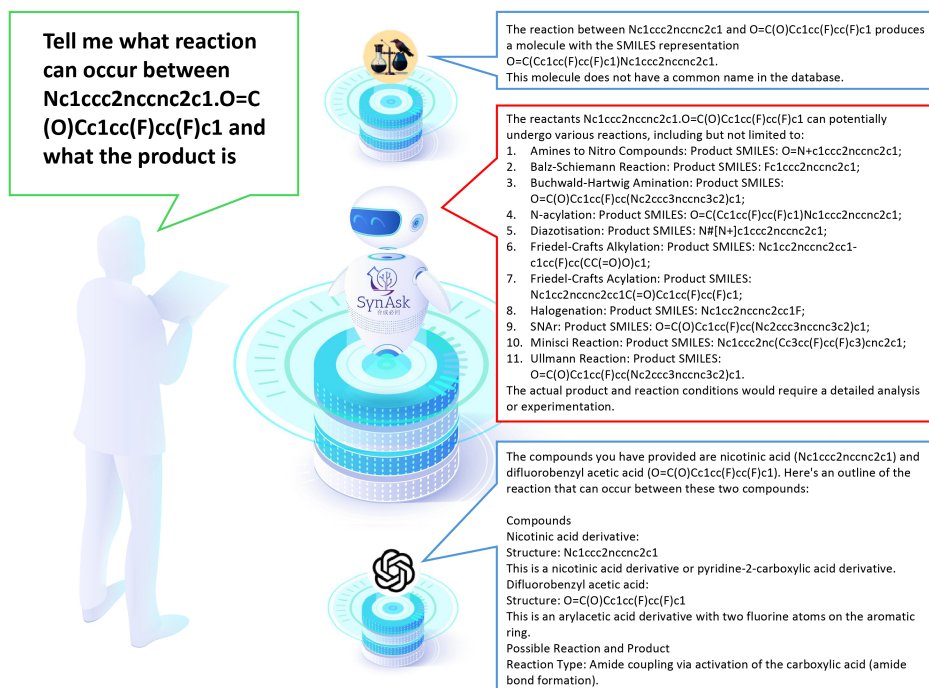 Tell me what reaction
can occur between
Nc1ccc2nccnc2c1.O=C
(O)Cc1cc(F)cc(F)c1 and
what the product is
The reaction between Nc1ccc2nccnc2c1 and O=C(O)Cc1cc(F)cc(F)c1 produces
a molecule with the SMILES representation
O=C(Cc1cc(F)cc(F)c1)Nc1ccc2nccnc2c1.
This molecule does not have a common name in the database.
The reactants Nc1ccc2nccnc2c1.O=C(O)Cc1cc(F)cc(F)c1 can potentially
undergo various reactions, including but not limited to:
1. Amines to Nitro Compounds: Product SMILES: O=N+c1ccc2nccnc2c1;
2. Balz-Schiemann Reaction: Product SMILES: Fc1ccc2nccnc2c1;
3. Buchwald-Hartwig Amination: Product SMILES:
O=C(O)Cc1cc(F)cc(Nc2ccc3nccnc3c2)c1;
4. N-acylation: Product SMILES: O=C(Cc1cc(F)cc(F)c1)Nc1ccc2nccnc2c1;
5. Diazotisation: Product SMILES: N#[N+]c1ccc2nccnc2c1;
6. Friedel-Crafts Alkylation: Product SMILES: Nc1cc2nccnc2cc1-
c1cc(F)cc(CC(=O)O)c1;
7. Friedel-Crafts Acylation: Product SMILES:
Nc1cc2nccnc2cc1C(=O)Cc1cc(F)cc(F)c1;
8. Halogenation: Product SMILES: Nc1cc2nccnc2cc1F;
9. SNAr: Product SMILES: O=C(O)Cc1cc(F)cc(Nc2ccc3nccnc3c2)c1;
10. Minisci Reaction: Product SMILES: Nc1ccc2nc(Cc3cc(F)cc(F)c3)cnc2c1;
11. Ullmann Reaction: Product SMILES:
O=C(O)Cc1cc(F)cc(Nc2ccc3nccnc3c2)c1.
The actual product and reaction conditions would require a detailed analysis
or experimentation.
SynAsk
合成必问
The compounds you have provided are nicotinic acid (Nc1ccc2nccnc2c1) and
difluorobenzyl acetic acid (O=C(O)Cc1cc(F)cc(F)c1). Here's an outline of the
reaction that can occur between these two compounds:
Compounds
Nicotinic acid derivative:
Structure: Nc1ccc2nccnc2c1
This is a nicotinic acid derivative or pyridine-2-carboxylic acid derivative.
Difluorobenzyl acetic acid:
Structure: O=C(O)Cc1cc(F)cc(F)c1
This is an arylacetic acid derivative with two fluorine atoms on the aromatic
ring.
Possible Reaction and Product
Reaction Type: Amide coupling via activation of the carboxylic acid (amide
bond formation).